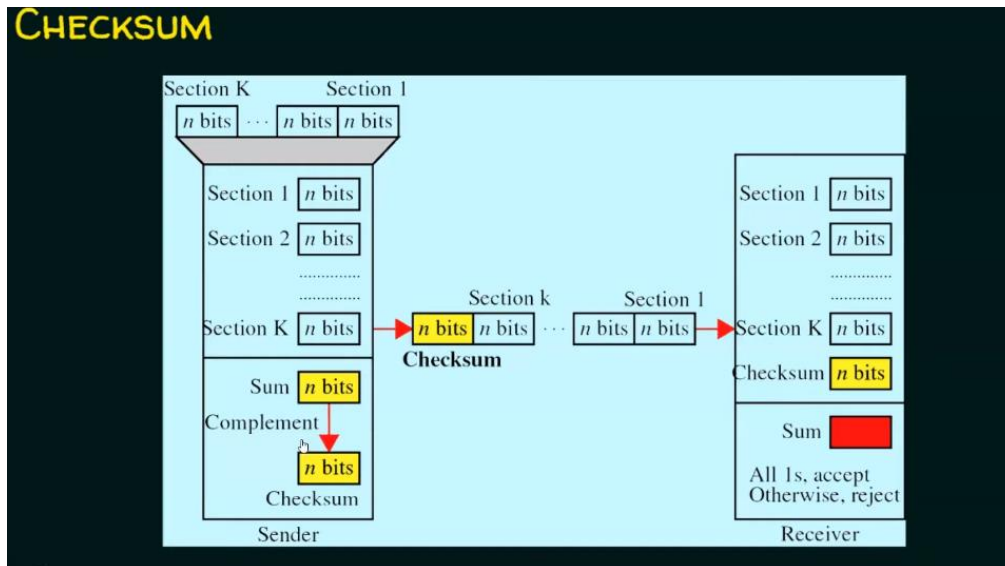 CHECKSUM
Section K Section 1
n bits ... n bits n bits
Section 1 n bits
Section 2 n bits
..............
..............
Section K n bits
Sum n bits
Complement
n bits
Checksum
Sender
Section k Section 1
n bits n bits ... n bits n bits
Checksum
Section 1 n bits
Section 2 n bits
..............
..............
Section K n bits
Checksum n bits
Sum
All 1s, accept
Otherwise, reject
Receiver